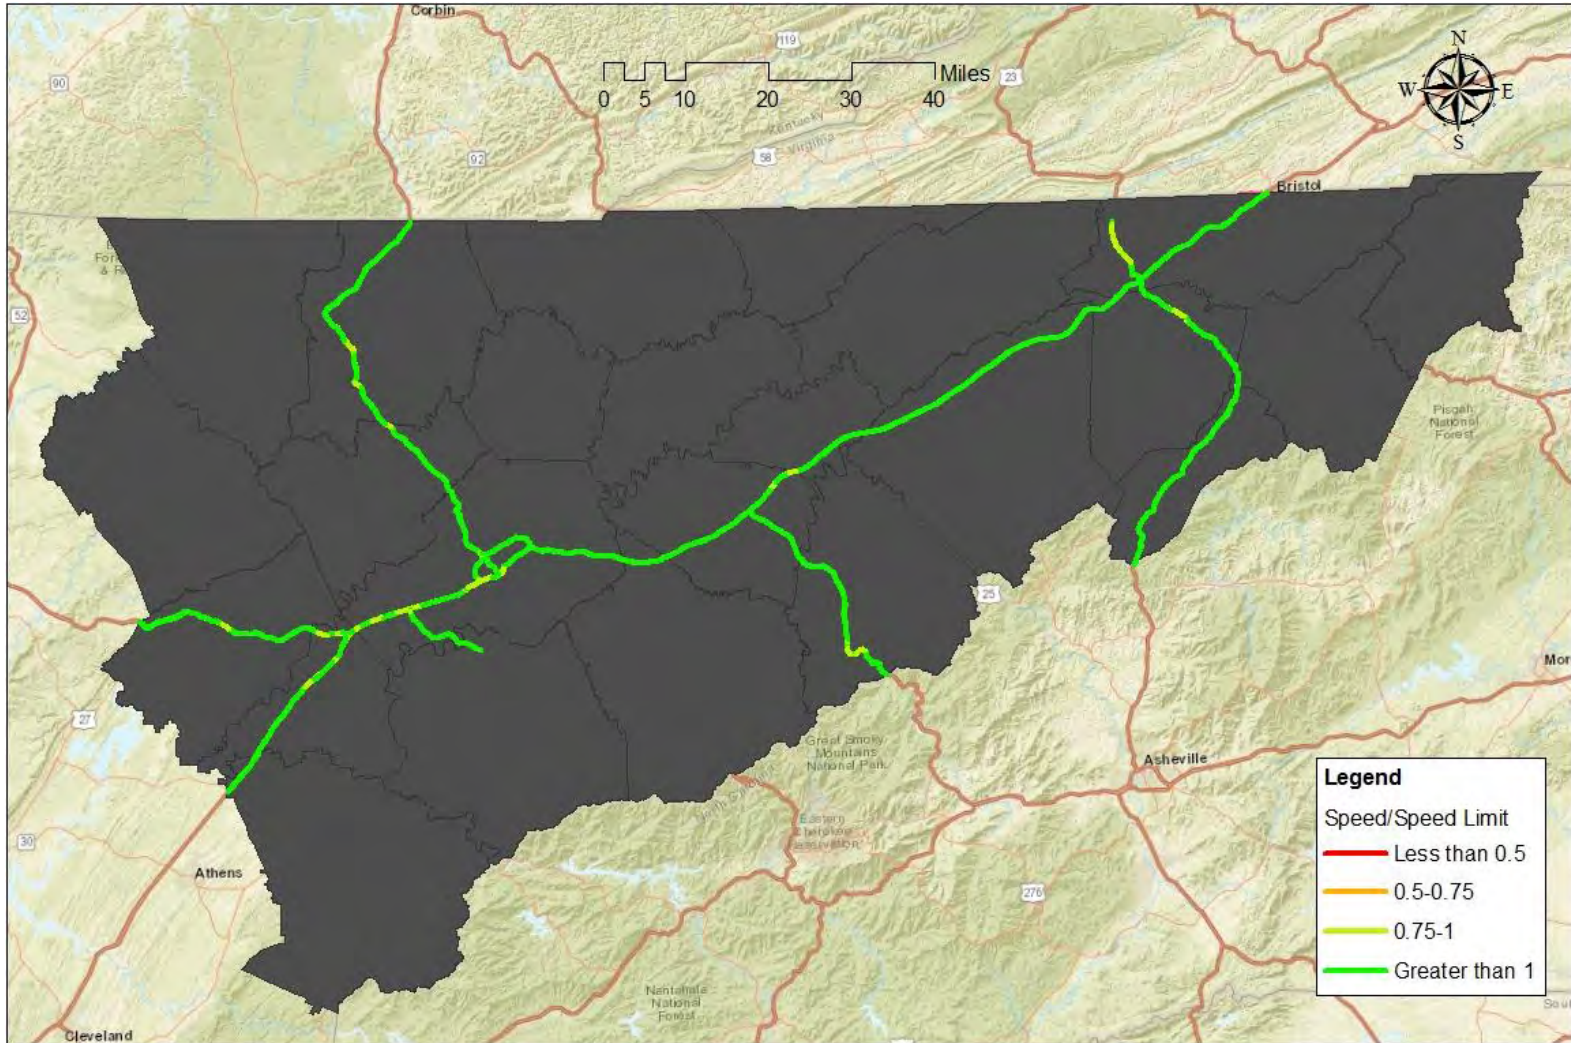 Corbin
119
90
Miles
0 5 10 20 30 40
23
N
W E
S
Kentucky
Virginia
92
58
Bristol
52
Pisgah
National
Forest
25
27
Mor
Great Smoky
Mountains
National Park
Asheville
North Carolina
Eastern
Cherokee
Reservation
30
Athens
276
Nantahala
National
Forest
Cleveland
Legend
Speed/Speed Limit
Less than 0.5
0.5-0.75
0.75-1
Greater than 1